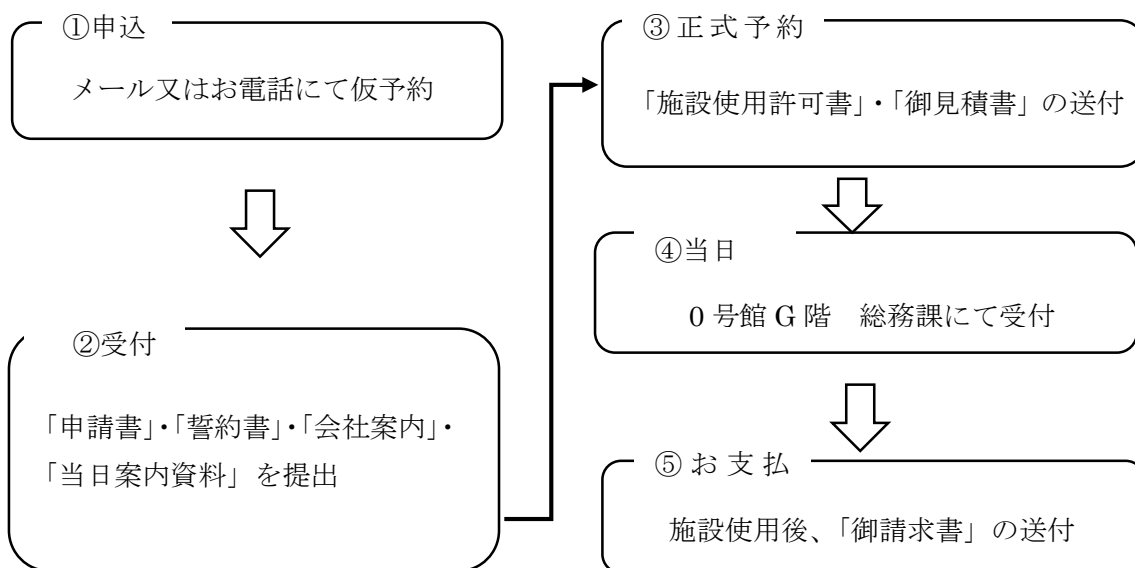 ①申込
メール又はお電話にて仮予約
②受付
「申請書」・「誓約書」・「会社案内」・
「当日案内資料」を提出
③正式予約
「施設使用許可書」・「御見積書」の送付
④当日
0号館G階　総務課にて受付
⑤お支払
施設使用後、「御請求書」の送付